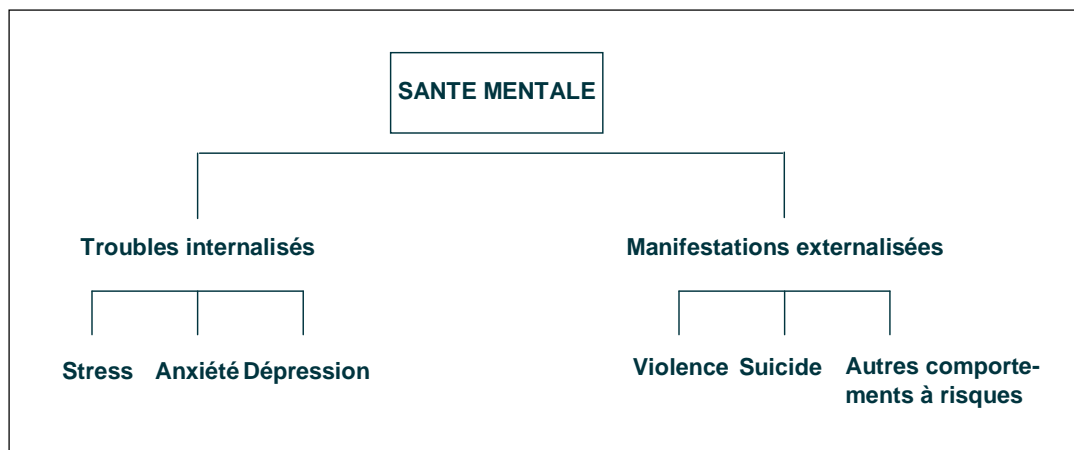 SANTE MENTALE
Troubles internalisés
Manifestations externalisées
Stress
Anxiété
Dépression
Violence
Suicide
Autres comporte-
ments à risques